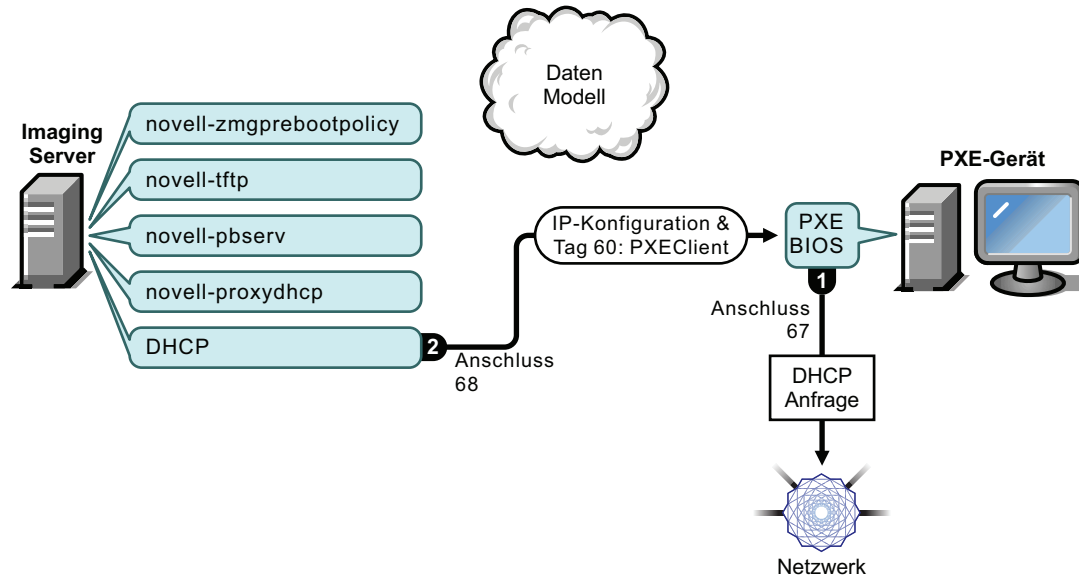 Daten
Modell
Imaging
Server
novell-zmgprebootpolicy
novell-tftp
novell-pbserv
novell-proxydhcp
DHCP
2
Anschluss
68
IP-Konfiguration &
Tag 60: PXEClient
PXE
BIOS
1
PXE-Gerät
Anschluss
67
DHCP
Anfrage
Netzwerk